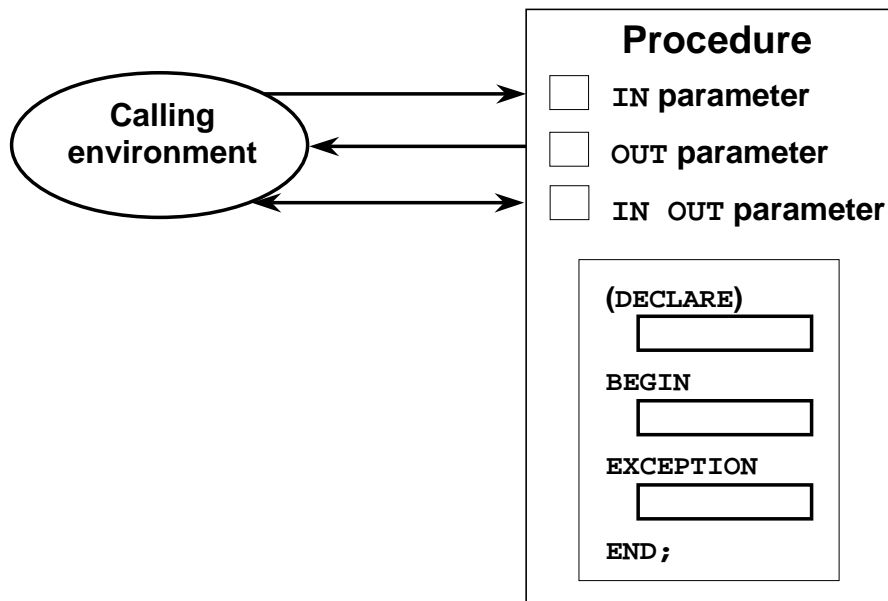 Procedure
Calling
environment
IN parameter
OUT parameter
IN OUT parameter
(DECLARE)
BEGIN
EXCEPTION
END;